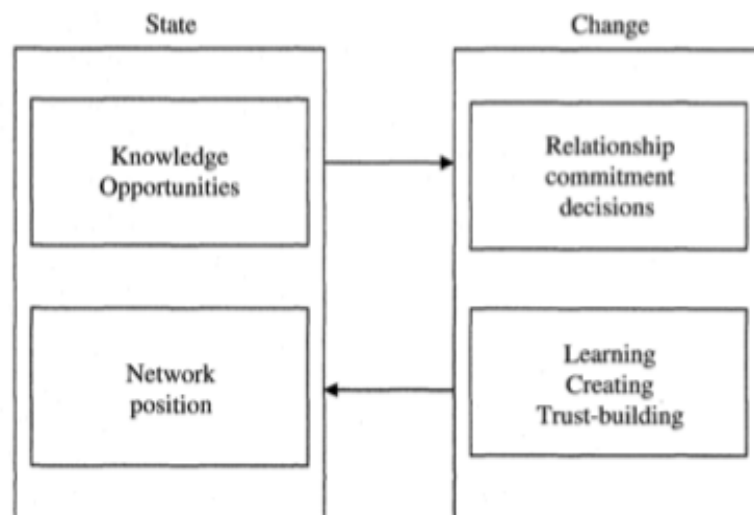 State
Change
Knowledge
Opportunities
Relationship
commitment
decisions
Network
position
Learning
Creating
Trust-building